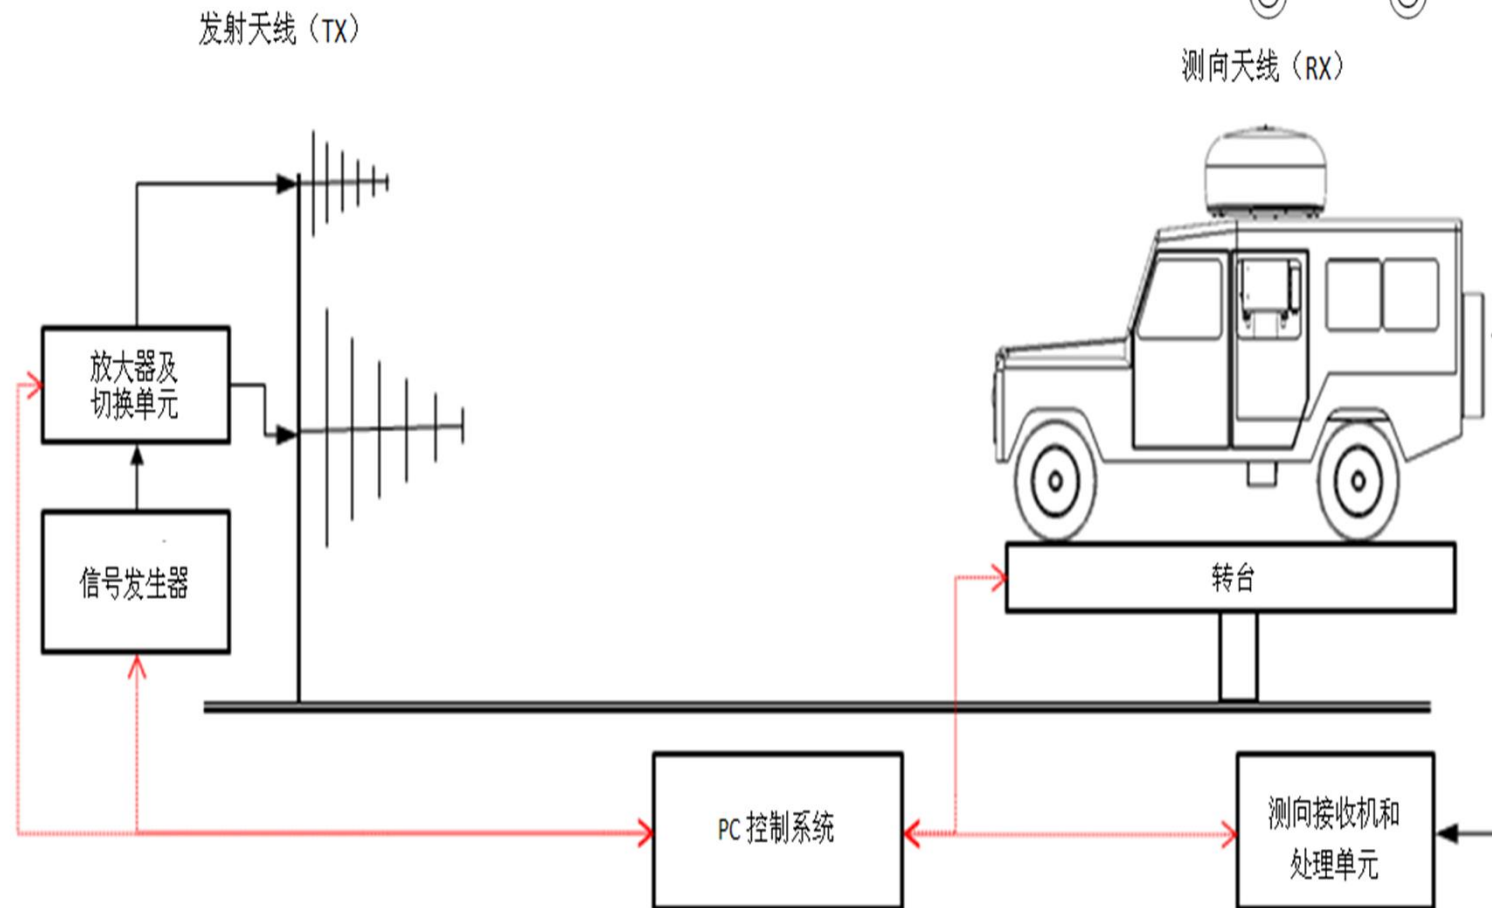 发射天线（TX）
测向天线（RX）
放大器及
切换单元
信号发生器
转台
PC 控制系统
测向接收机和
处理单元